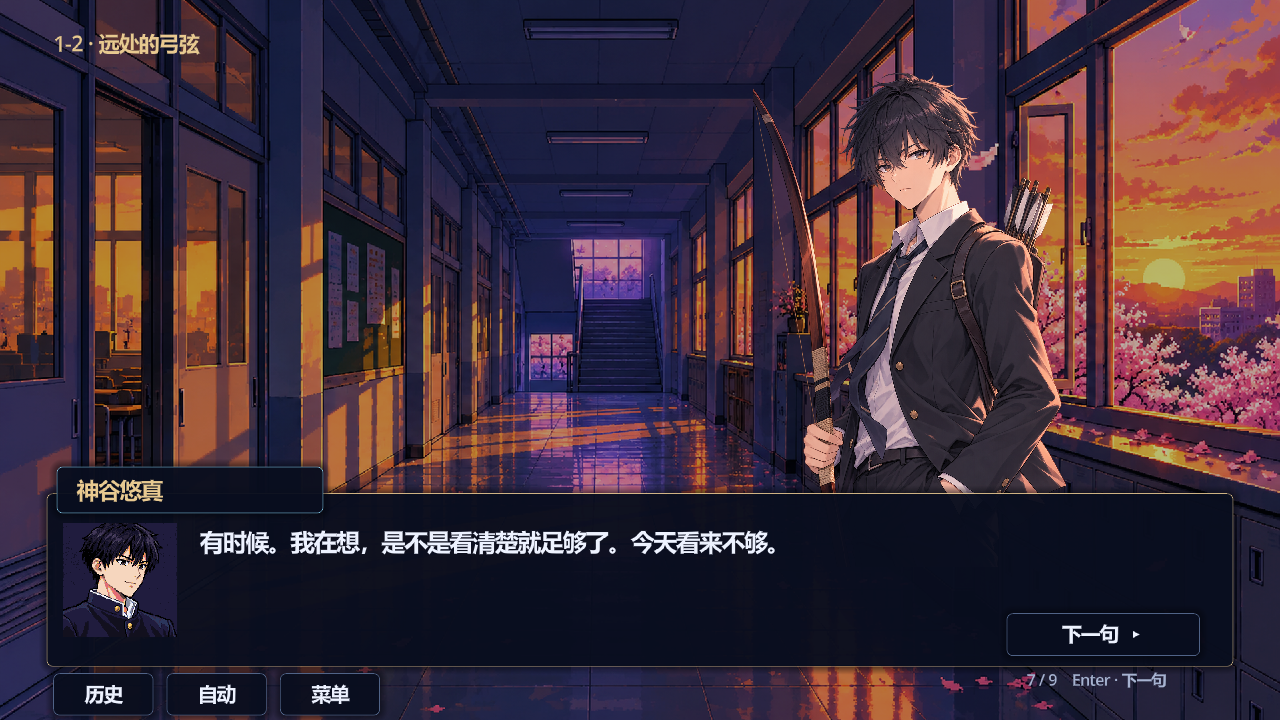 1-2 · 远处的弓弦
神谷悠真
有时候。我在想，是不是看清楚就足够了。今天看来不够。
下一句 ▸
历史
自动
菜单
7 / 9 Enter · 下一句